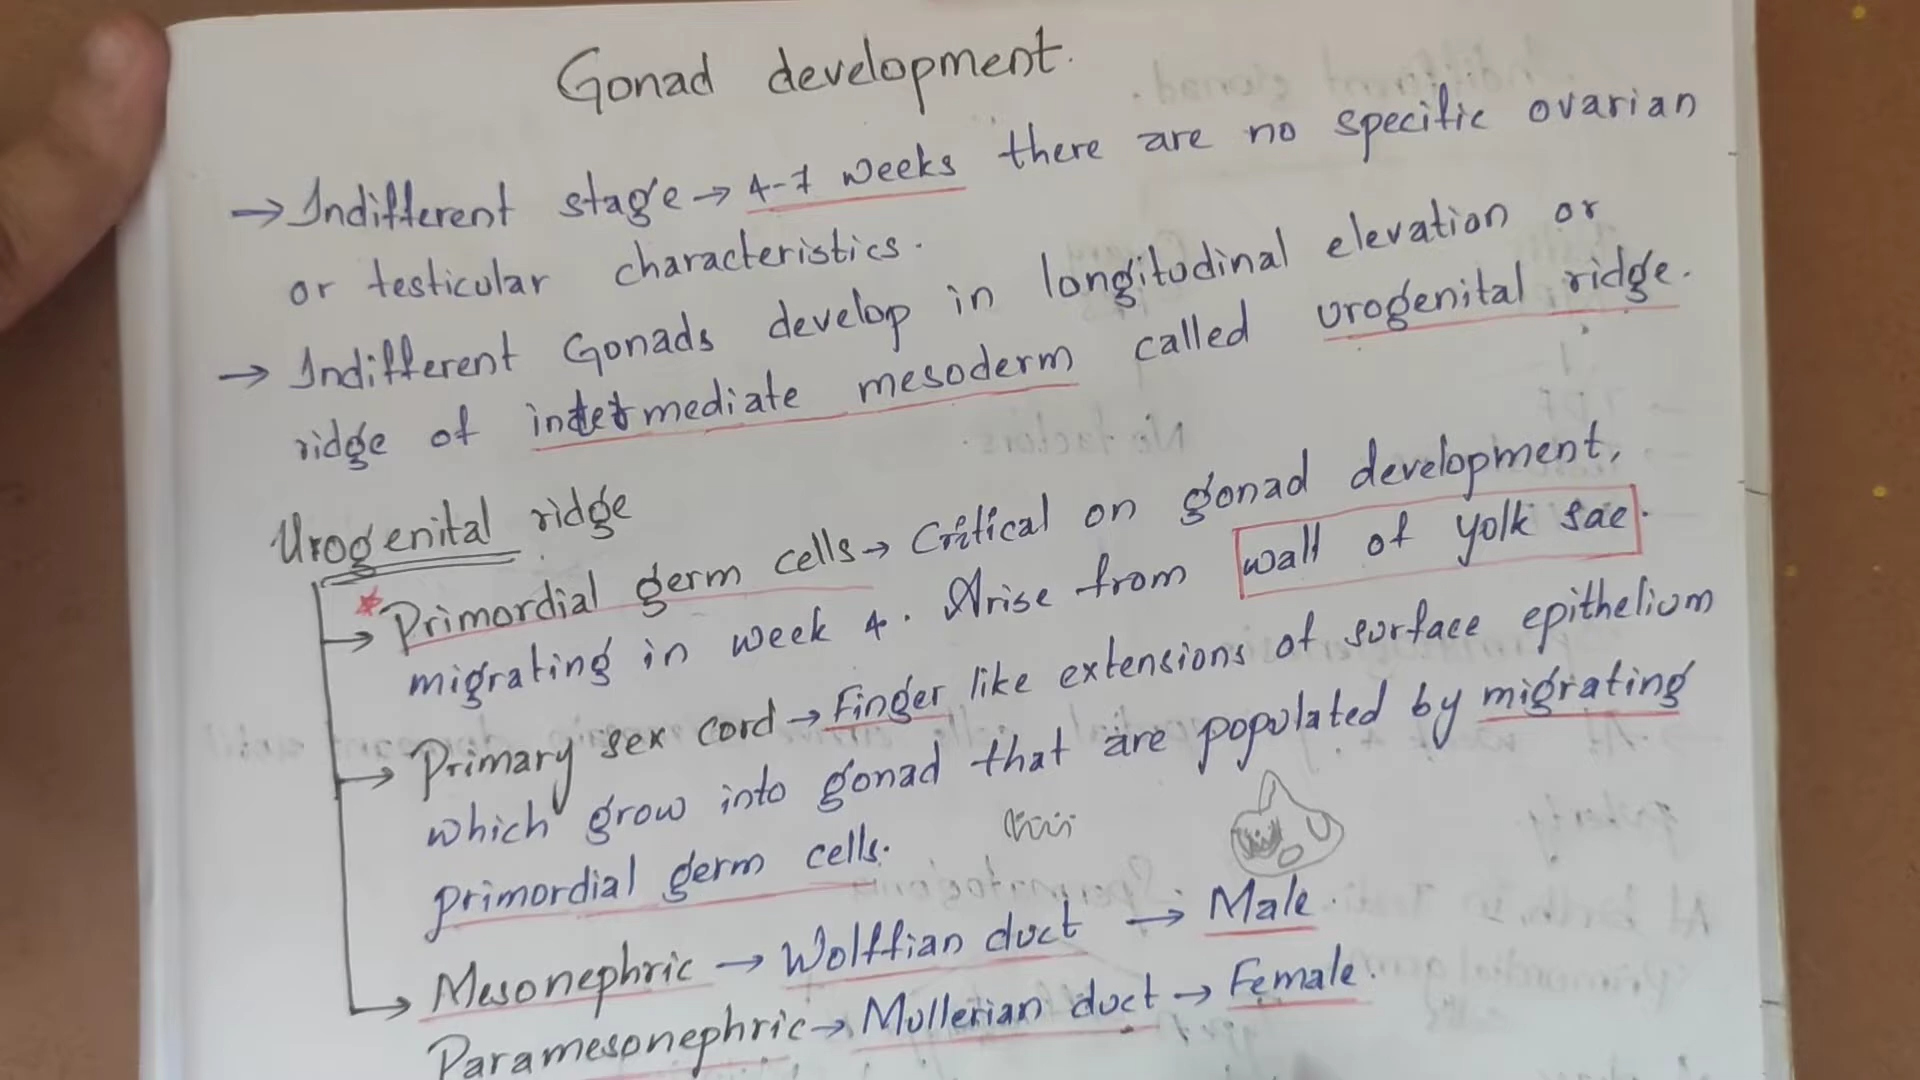 Gonad development.
→ Indifferent stage → 4-7 weeks there are no specific ovarian
or testicular characteristics.
→ Indifferent Gonads develop in longitudinal elevation or
ridge of intermediate mesoderm called urogenital ridge.
Urogenital ridge
* Primordial germ cells → Critical on gonad development,
migrating in week 4. Arise from wall of yolk sac.
→ Primary sex cord → Finger like extensions of surface epithelium
which grow into gonad that are populated by migrating
primordial germ cells.
→ Mesonephric → Wolffian duct → Male.
Paramesonephric → Mullerian duct → Female.